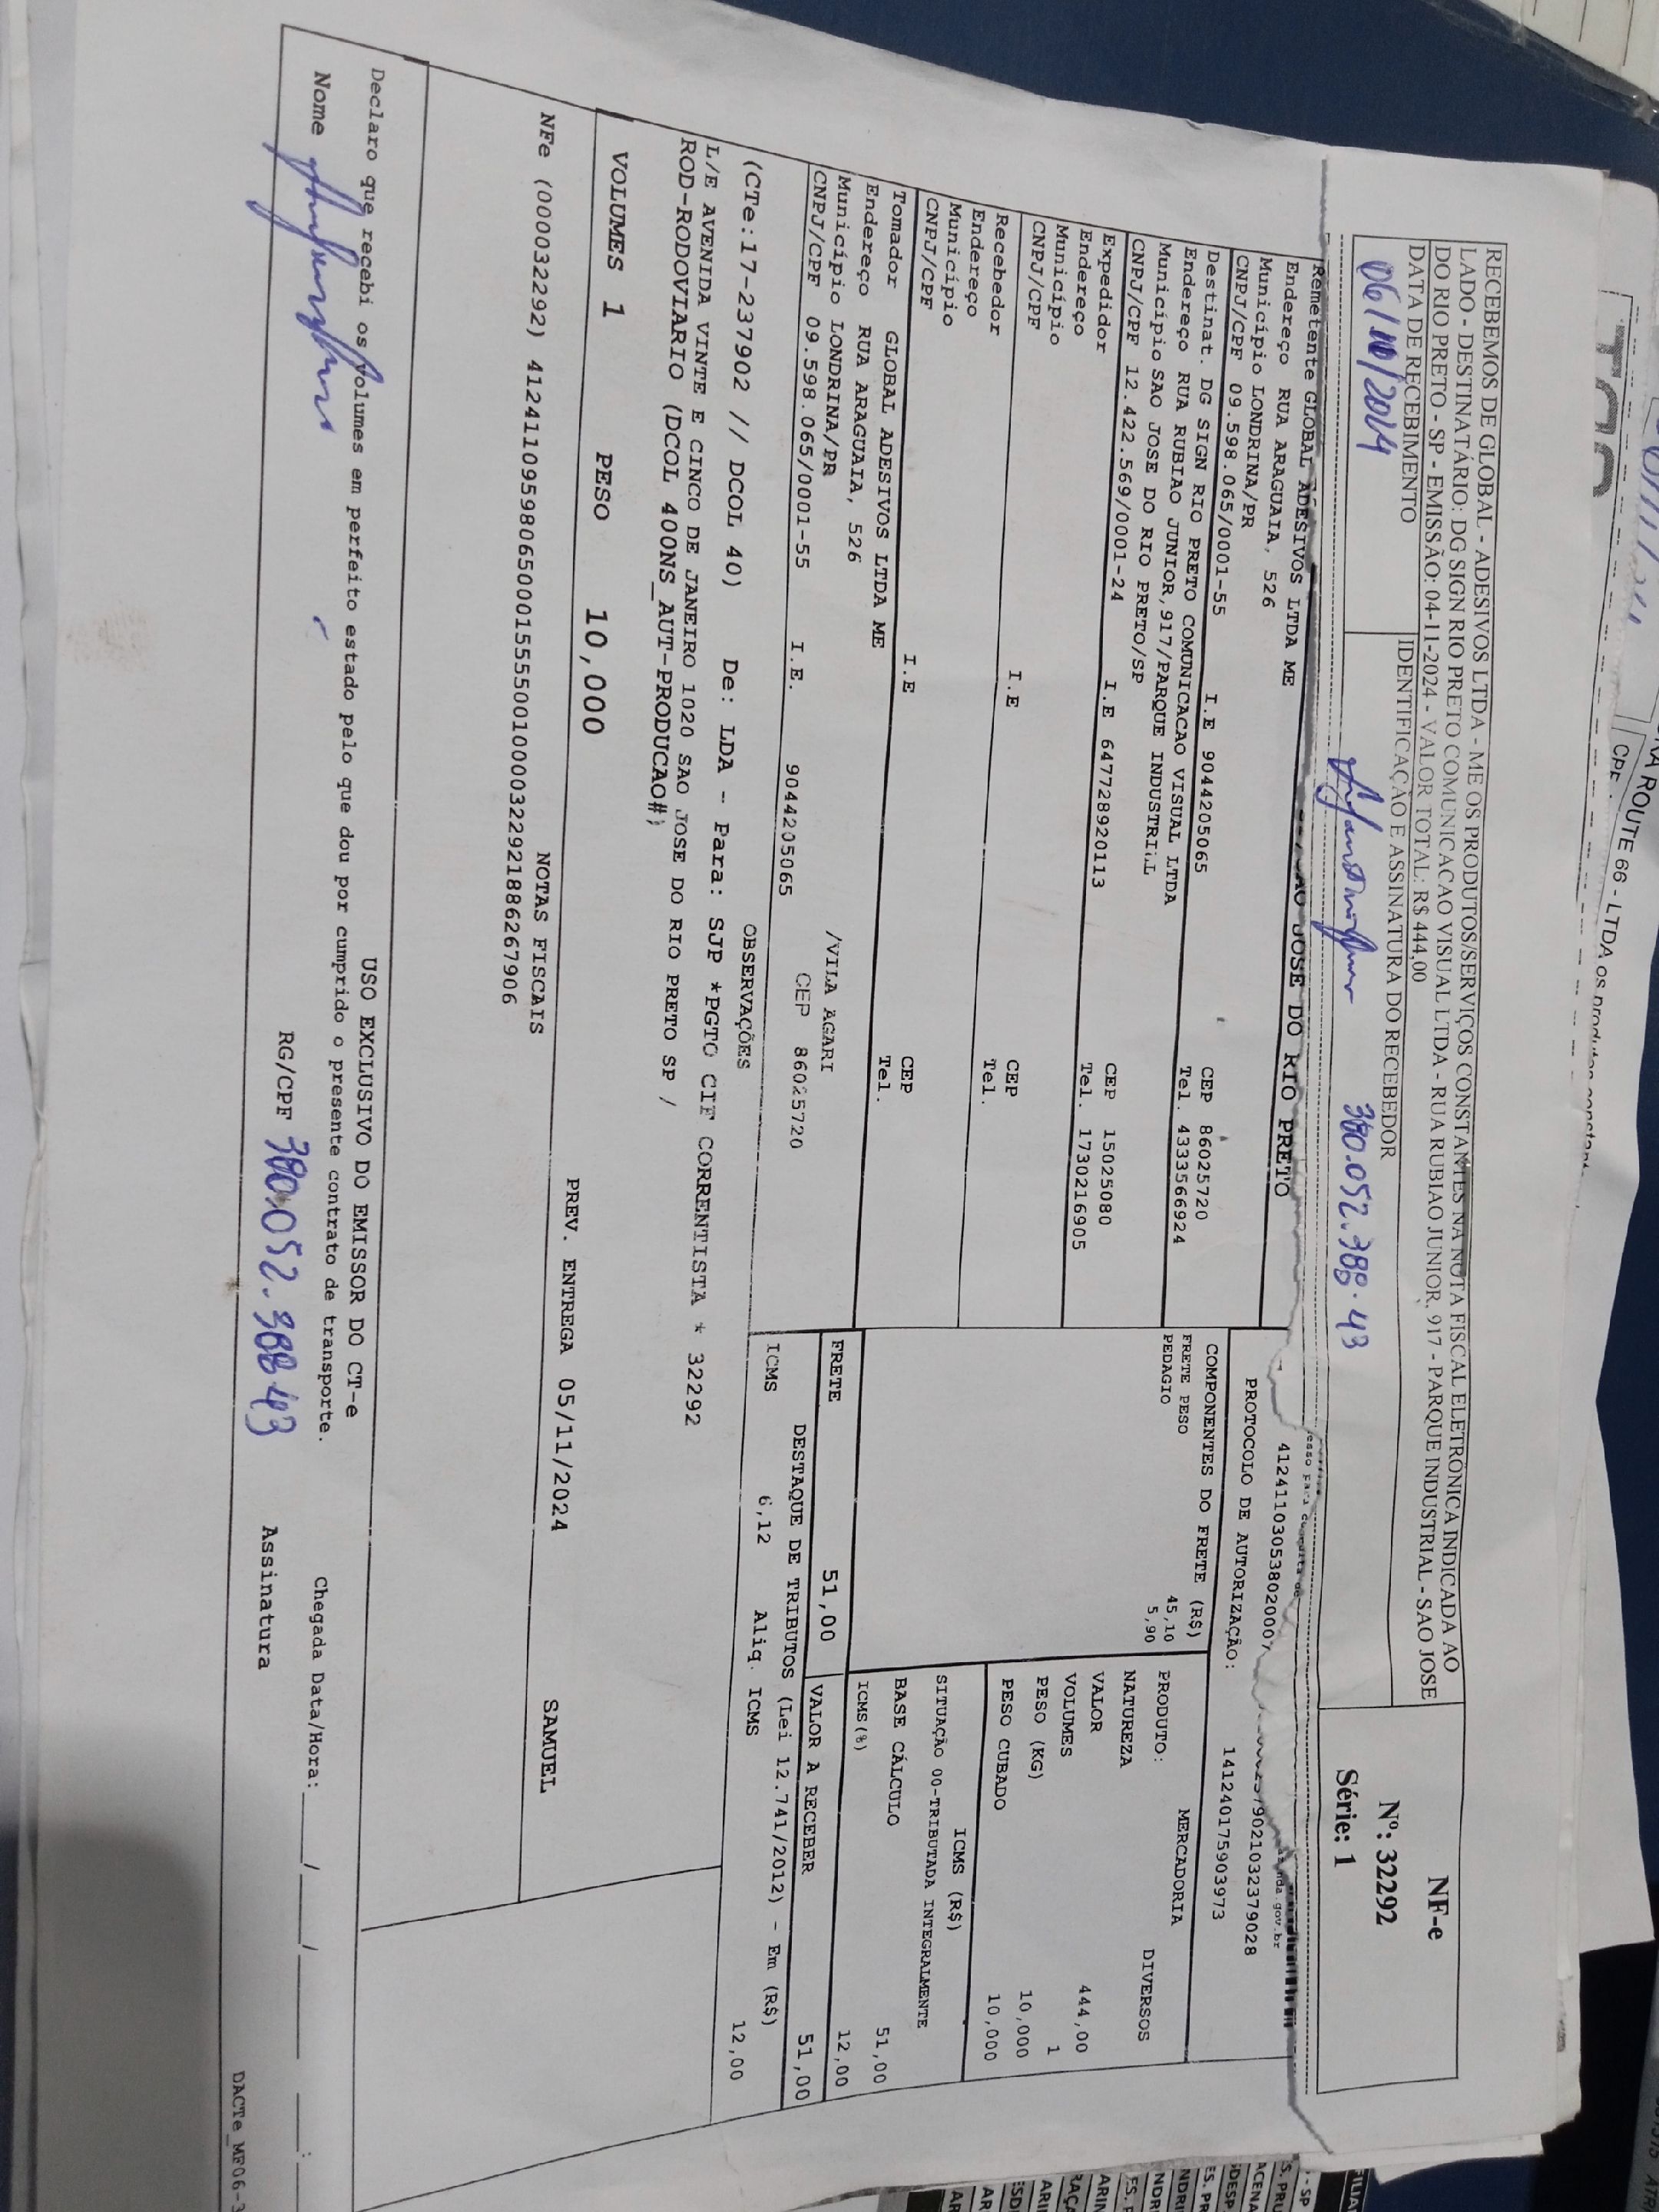 RECEBEMOS DE GLOBAL - ADESIVOS LTDA - ME OS PRODUTOS/SERVIÇOS CONSTANTES NA NOTA FISCAL ELETRÔNICA INDICADA AO
LADO - DESTINATÁRIO: DG SIGN RIO PRETO COMUNICACAO VISUAL LTDA - RUA RUBIAO JUNIOR, 917 - PARQUE INDUSTRIAL - SAO JOSE
DO RIO PRETO - SP - EMISSÃO: 04-11-2024 - VALOR TOTAL: R$ 444,00
DATA DE RECEBIMENTO
IDENTIFICAÇÃO E ASSINATURA DO RECEBEDOR
380.052.388.43
NF-e
Nº: 32292
Série: 1
JOSE DO RIO PRETO
Remetente GLOBAL ADESIVOS LTDA ME
Endereço RUA ARAGUAIA, 526
Município LONDRINA/PR CEP 86025720
CNPJ/CPF 09.598.065/0001-55 I.E 9044205065 Tel. 4333566924
Destinat. DG SIGN RIO PRETO COMUNICACAO VISUAL LTDA
Endereço RUA RUBIAO JUNIOR,917/PARQUE INDUSTRIAL
Município SAO JOSE DO RIO PRETO/SP CEP 15025080
CNPJ/CPF 12.422.569/0001-24 I.E 647728920113 Tel. 1730216905
Expedidor
Endereço
Município CEP
CNPJ/CPF I.E Tel.
Recebedor
Endereço
Município CEP
CNPJ/CPF I.E Tel.
Tomador GLOBAL ADESIVOS LTDA ME
Endereço RUA ARAGUAIA, 526 /VILA AGARI
Município LONDRINA/PR CEP 86025720
CNPJ/CPF 09.598.065/0001-55 I.E. 9044205065
PROTOCOLO DE AUTORIZAÇÃO: 141240175903973
COMPONENTES DO FRETE (R$)
FRETE PESO 45,10
PEDAGIO 5,90
MERCADORIA
PRODUTO: DIVERSOS
NATUREZA
VALOR 444,00
VOLUMES 1
PESO (KG) 10,000
PESO CUBADO 10,000
ICMS (R$)
SITUAÇÃO 00-TRIBUTADA INTEGRALMENTE
BASE CÁLCULO 51,00
ICMS(%) 12,00
FRETE 51,00
VALOR A RECEBER 51,00
DESTAQUE DE TRIBUTOS (Lei 12.741/2012) - Em (R$)
ICMS 6,12 Aliq. ICMS 12,00
OBSERVAÇÕES
(CTe:17-237902 // DCOL 40) De: LDA - Para: SJP *PGTO CIF CORRENTISTA * 32292
L/E AVENIDA VINTE E CINCO DE JANEIRO 1020 SAO JOSE DO RIO PRETO SP /
ROD-RODOVIARIO (DCOL 400NS_AUT-PRODUCAO#)
VOLUMES 1 PESO 10,000 PREV. ENTREGA 05/11/2024 SAMUEL
NOTAS FISCAIS
NFe (000032292) 41241109598065000155550010000322921886267906
USO EXCLUSIVO DO EMISSOR DO CT-e
Declaro que recebi os volumes em perfeito estado pelo que dou por cumprido o presente contrato de transporte.
Chegada Data/Hora: ___/___/_____ ___:___
Nome RG/CPF 380.052.388 43 Assinatura